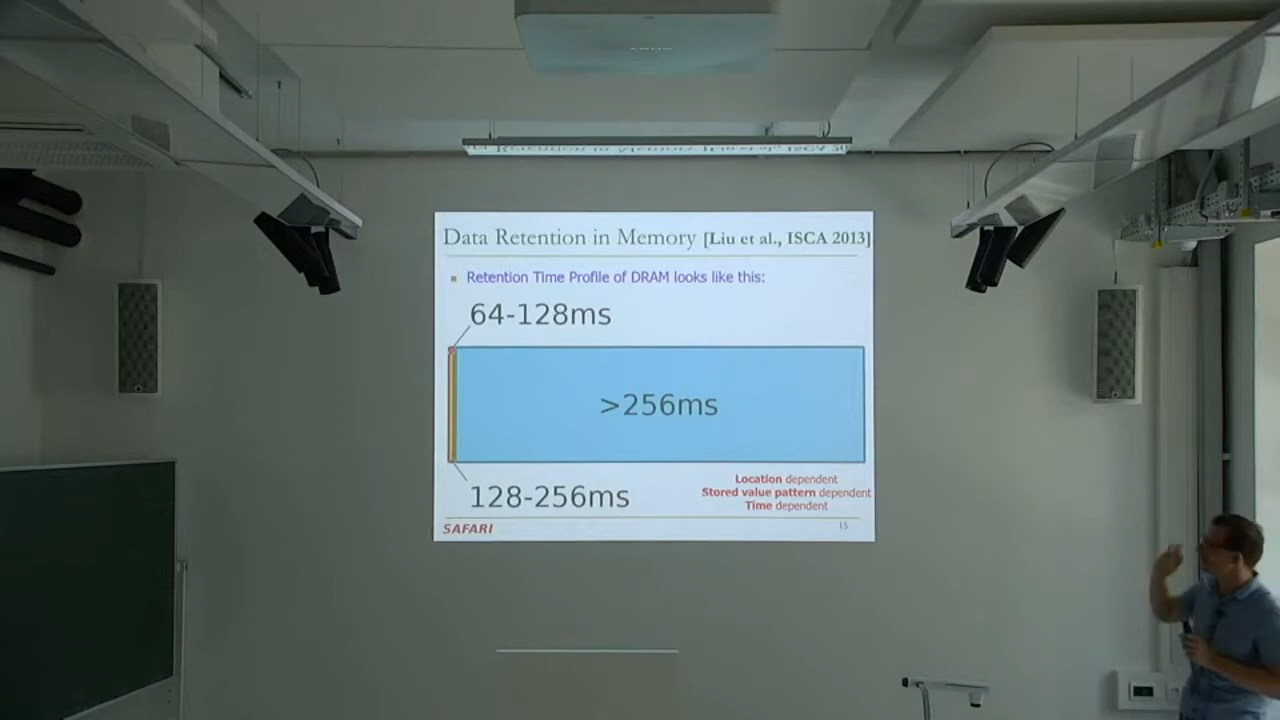 Data Retention in Memory [Liu et al., ISCA 2013]
Retention Time Profile of DRAM looks like this:
64-128ms
>256ms
128-256ms
Location dependent
Stored value pattern dependent
Time dependent
SAFARI
15